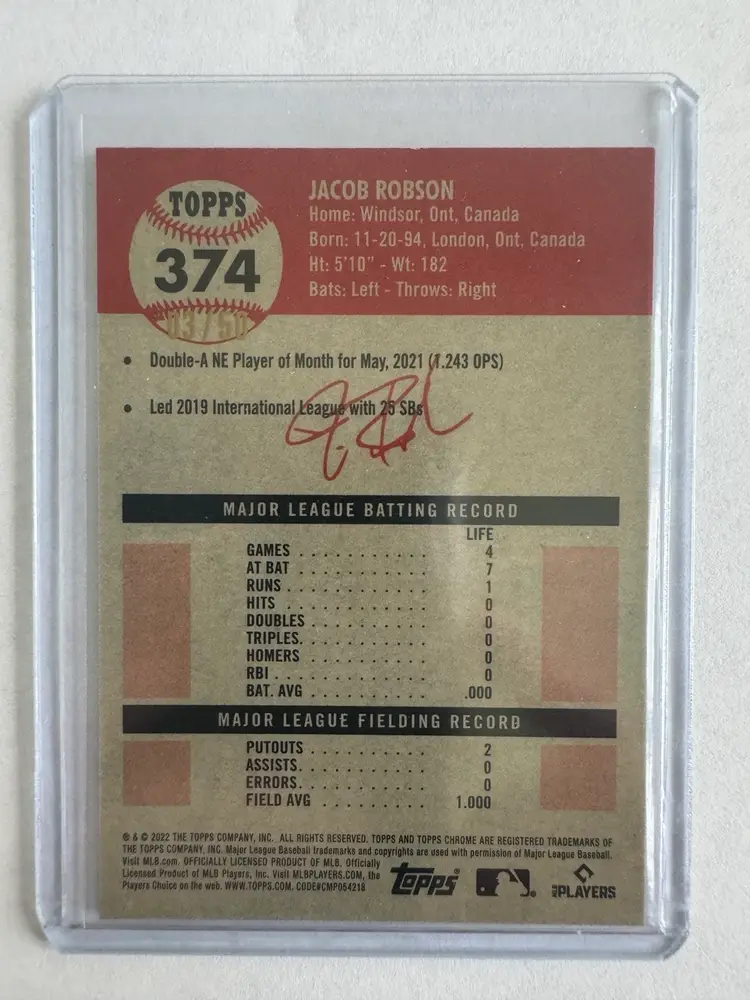 TOPPS
374
03/50
JACOB ROBSON
Home: Windsor, Ont, Canada
Born: 11-20-94, London, Ont, Canada
Ht: 5'10" - Wt: 182
Bats: Left - Throws: Right
• Double-A NE Player of Month for May, 2021 (1.243 OPS)
• Led 2019 International League with 25 SBs
MAJOR LEAGUE BATTING RECORD
LIFE
GAMES . . . . . . . . . . . 4
AT BAT . . . . . . . . . . . 7
RUNS . . . . . . . . . . . 1
HITS . . . . . . . . . . . 0
DOUBLES . . . . . . . . . . 0
TRIPLES. . . . . . . . . . . 0
HOMERS . . . . . . . . . . 0
RBI . . . . . . . . . . . . 0
BAT. AVG . . . . . . . . . .000
MAJOR LEAGUE FIELDING RECORD
PUTOUTS . . . . . . . . . . 2
ASSISTS. . . . . . . . . . . 0
ERRORS. . . . . . . . . . . 0
FIELD AVG . . . . . . . . . 1.000
® & © 2022 THE TOPPS COMPANY, INC. ALL RIGHTS RESERVED. TOPPS AND TOPPS CHROME ARE REGISTERED TRADEMARKS OF
THE TOPPS COMPANY, INC. Major League Baseball trademarks and copyrights are used with permission of Major League Baseball.
Visit MLB.com. OFFICIALLY LICENSED PRODUCT OF MLB. Officially
Licensed Product of MLB Players, Inc. Visit MLBPLAYERS.COM, the
Players Choice on the web. WWW.TOPPS.COM. CODE#CMP054218
topps
MLB PLAYERS